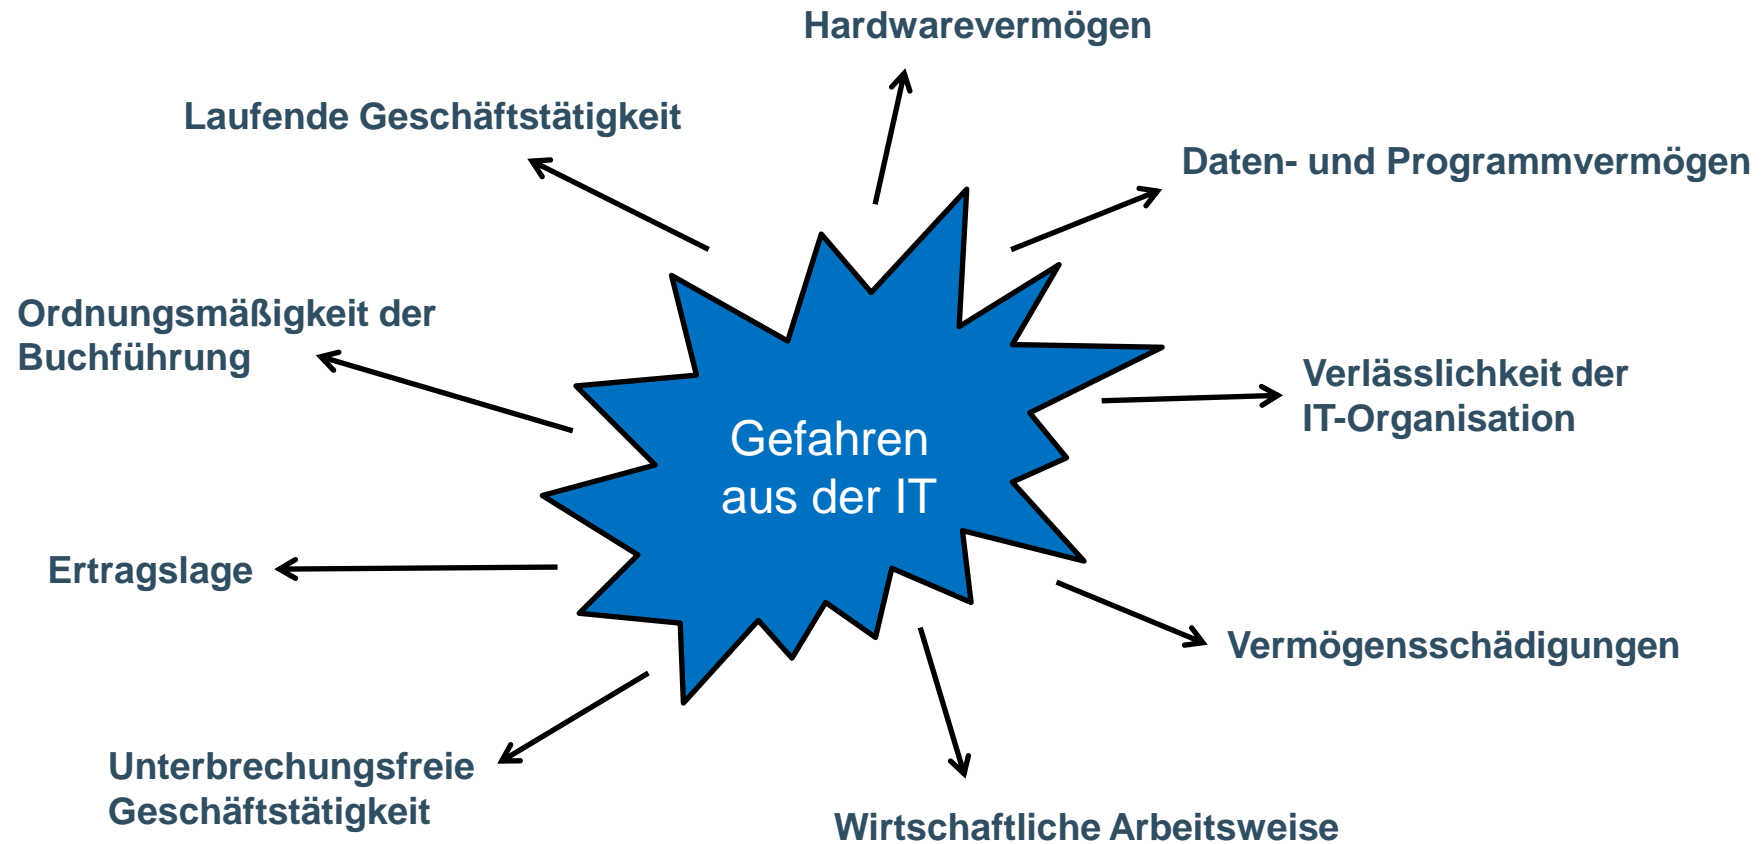 Hardwarevermögen
Laufende Geschäftstätigkeit
Daten- und Programmvermögen
Ordnungsmäßigkeit der
Buchführung
Verlässlichkeit der
IT-Organisation
Gefahren
aus der IT
Ertragslage
Vermögensschädigungen
Unterbrechungsfreie
Geschäftstätigkeit
Wirtschaftliche Arbeitsweise